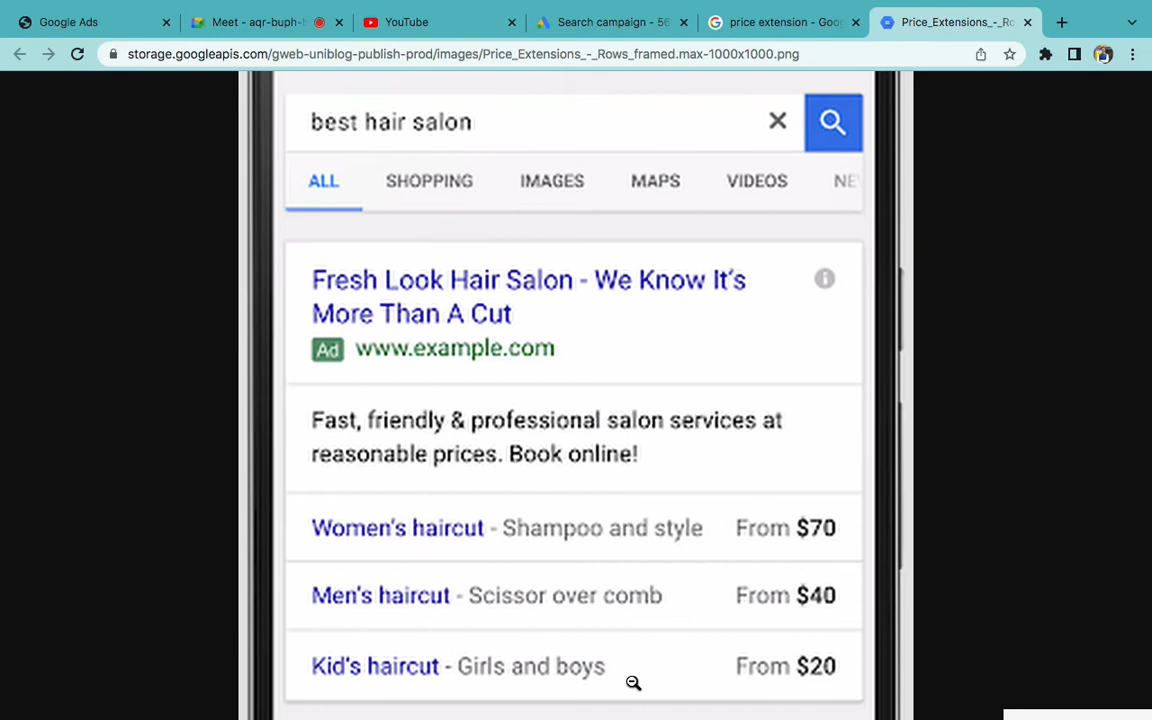 Google Ads
Meet - aqr-buph-
YouTube
Search campaign - 56
price extension - Goo
Price_Extensions_-_Ro
storage.googleapis.com/gweb-uniblog-publish-prod/images/Price_Extensions_-_Rows_framed.max-1000x1000.png
best hair salon
ALL SHOPPING IMAGES MAPS VIDEOS NE
Fresh Look Hair Salon - We Know It's
More Than A Cut
Ad www.example.com
Fast, friendly & professional salon services at
reasonable prices. Book online!
Women's haircut - Shampoo and style From $70
Men's haircut - Scissor over comb From $40
Kid's haircut - Girls and boys From $20